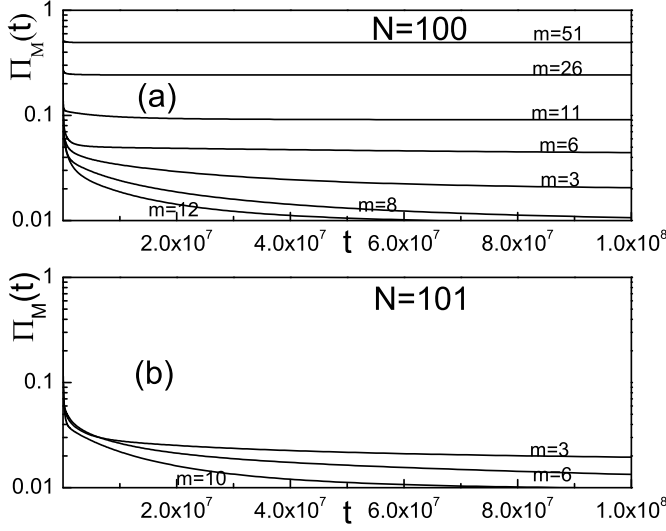 1
N=100
m=51
Π_M(t)
m=26
(a)
0.1
m=11
m=6
m=3
m=12
m=8
0.01
2.0x10^7
4.0x10^7
6.0x10^7
8.0x10^7
1.0x10^8
t
1
N=101
Π_M(t)
(b)
0.1
m=3
m=10
m=6
0.01
2.0x10^7
4.0x10^7
6.0x10^7
8.0x10^7
1.0x10^8
t